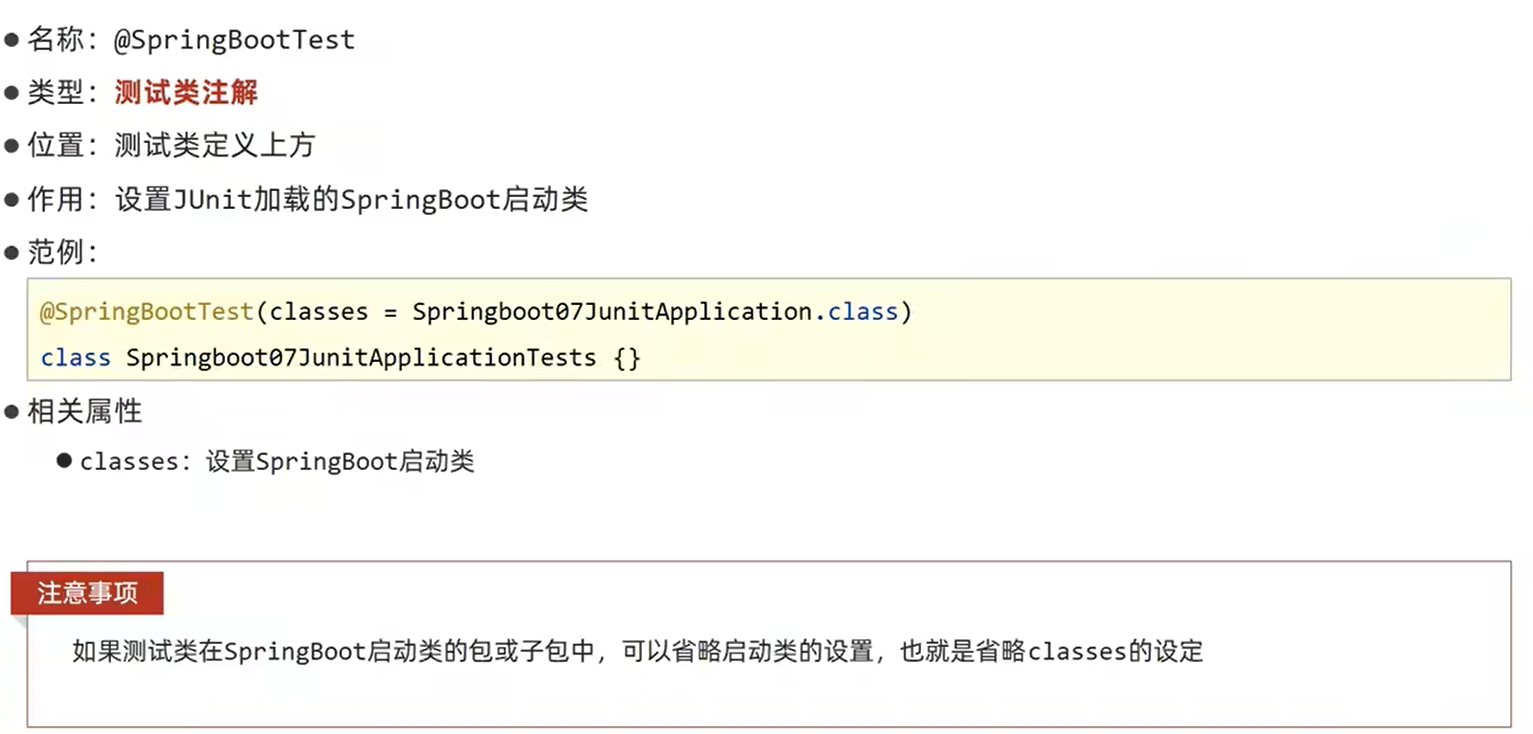 ● 名称：@SpringBootTest
● 类型：测试类注解
● 位置：测试类定义上方
● 作用：设置JUnit加载的SpringBoot启动类
● 范例：
@SpringBootTest(classes = Springboot07JunitApplication.class)
class Springboot07JunitApplicationTests {}
● 相关属性
● classes：设置SpringBoot启动类
注意事项
如果测试类在SpringBoot启动类的包或子包中，可以省略启动类的设置，也就是省略classes的设定